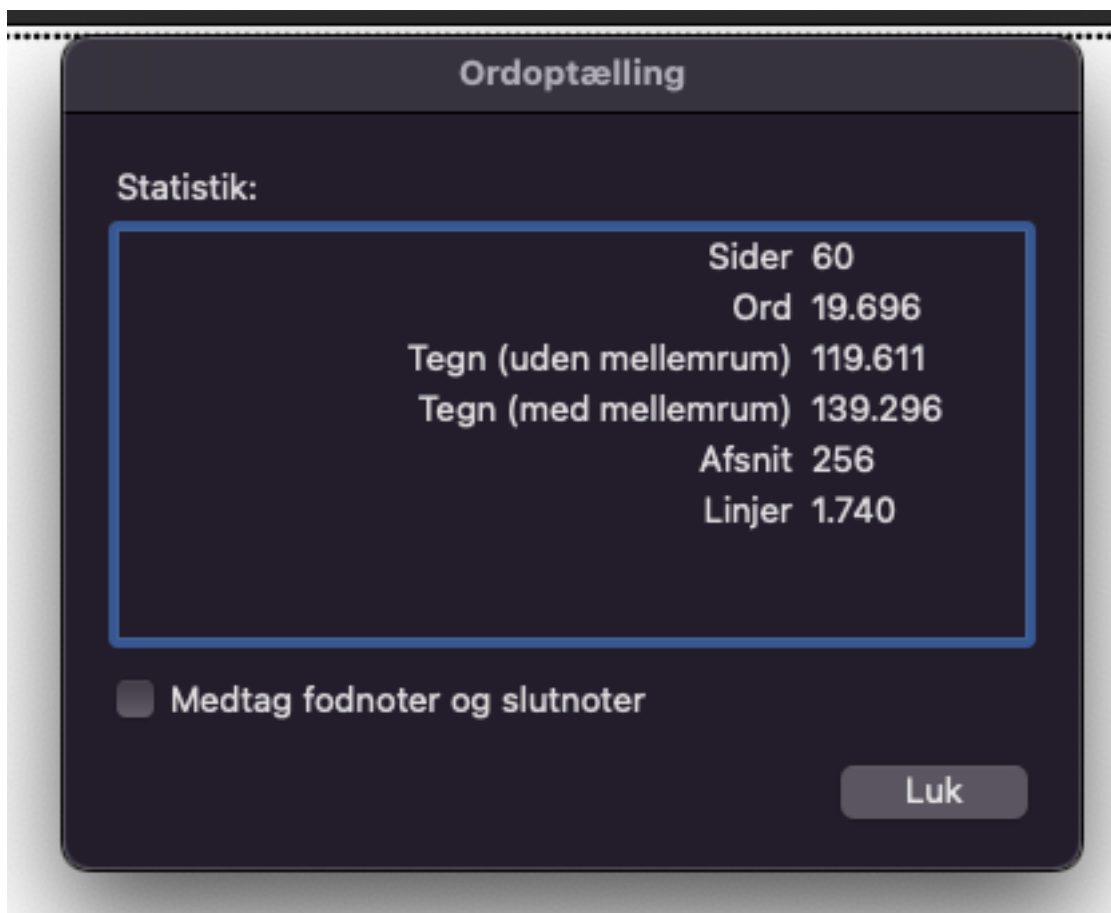 Ordoptælling
Statistik:
Sider 60
Ord 19.696
Tegn (uden mellemrum) 119.611
Tegn (med mellemrum) 139.296
Afsnit 256
Linjer 1.740
Medtag fodnoter og slutnoter
Luk